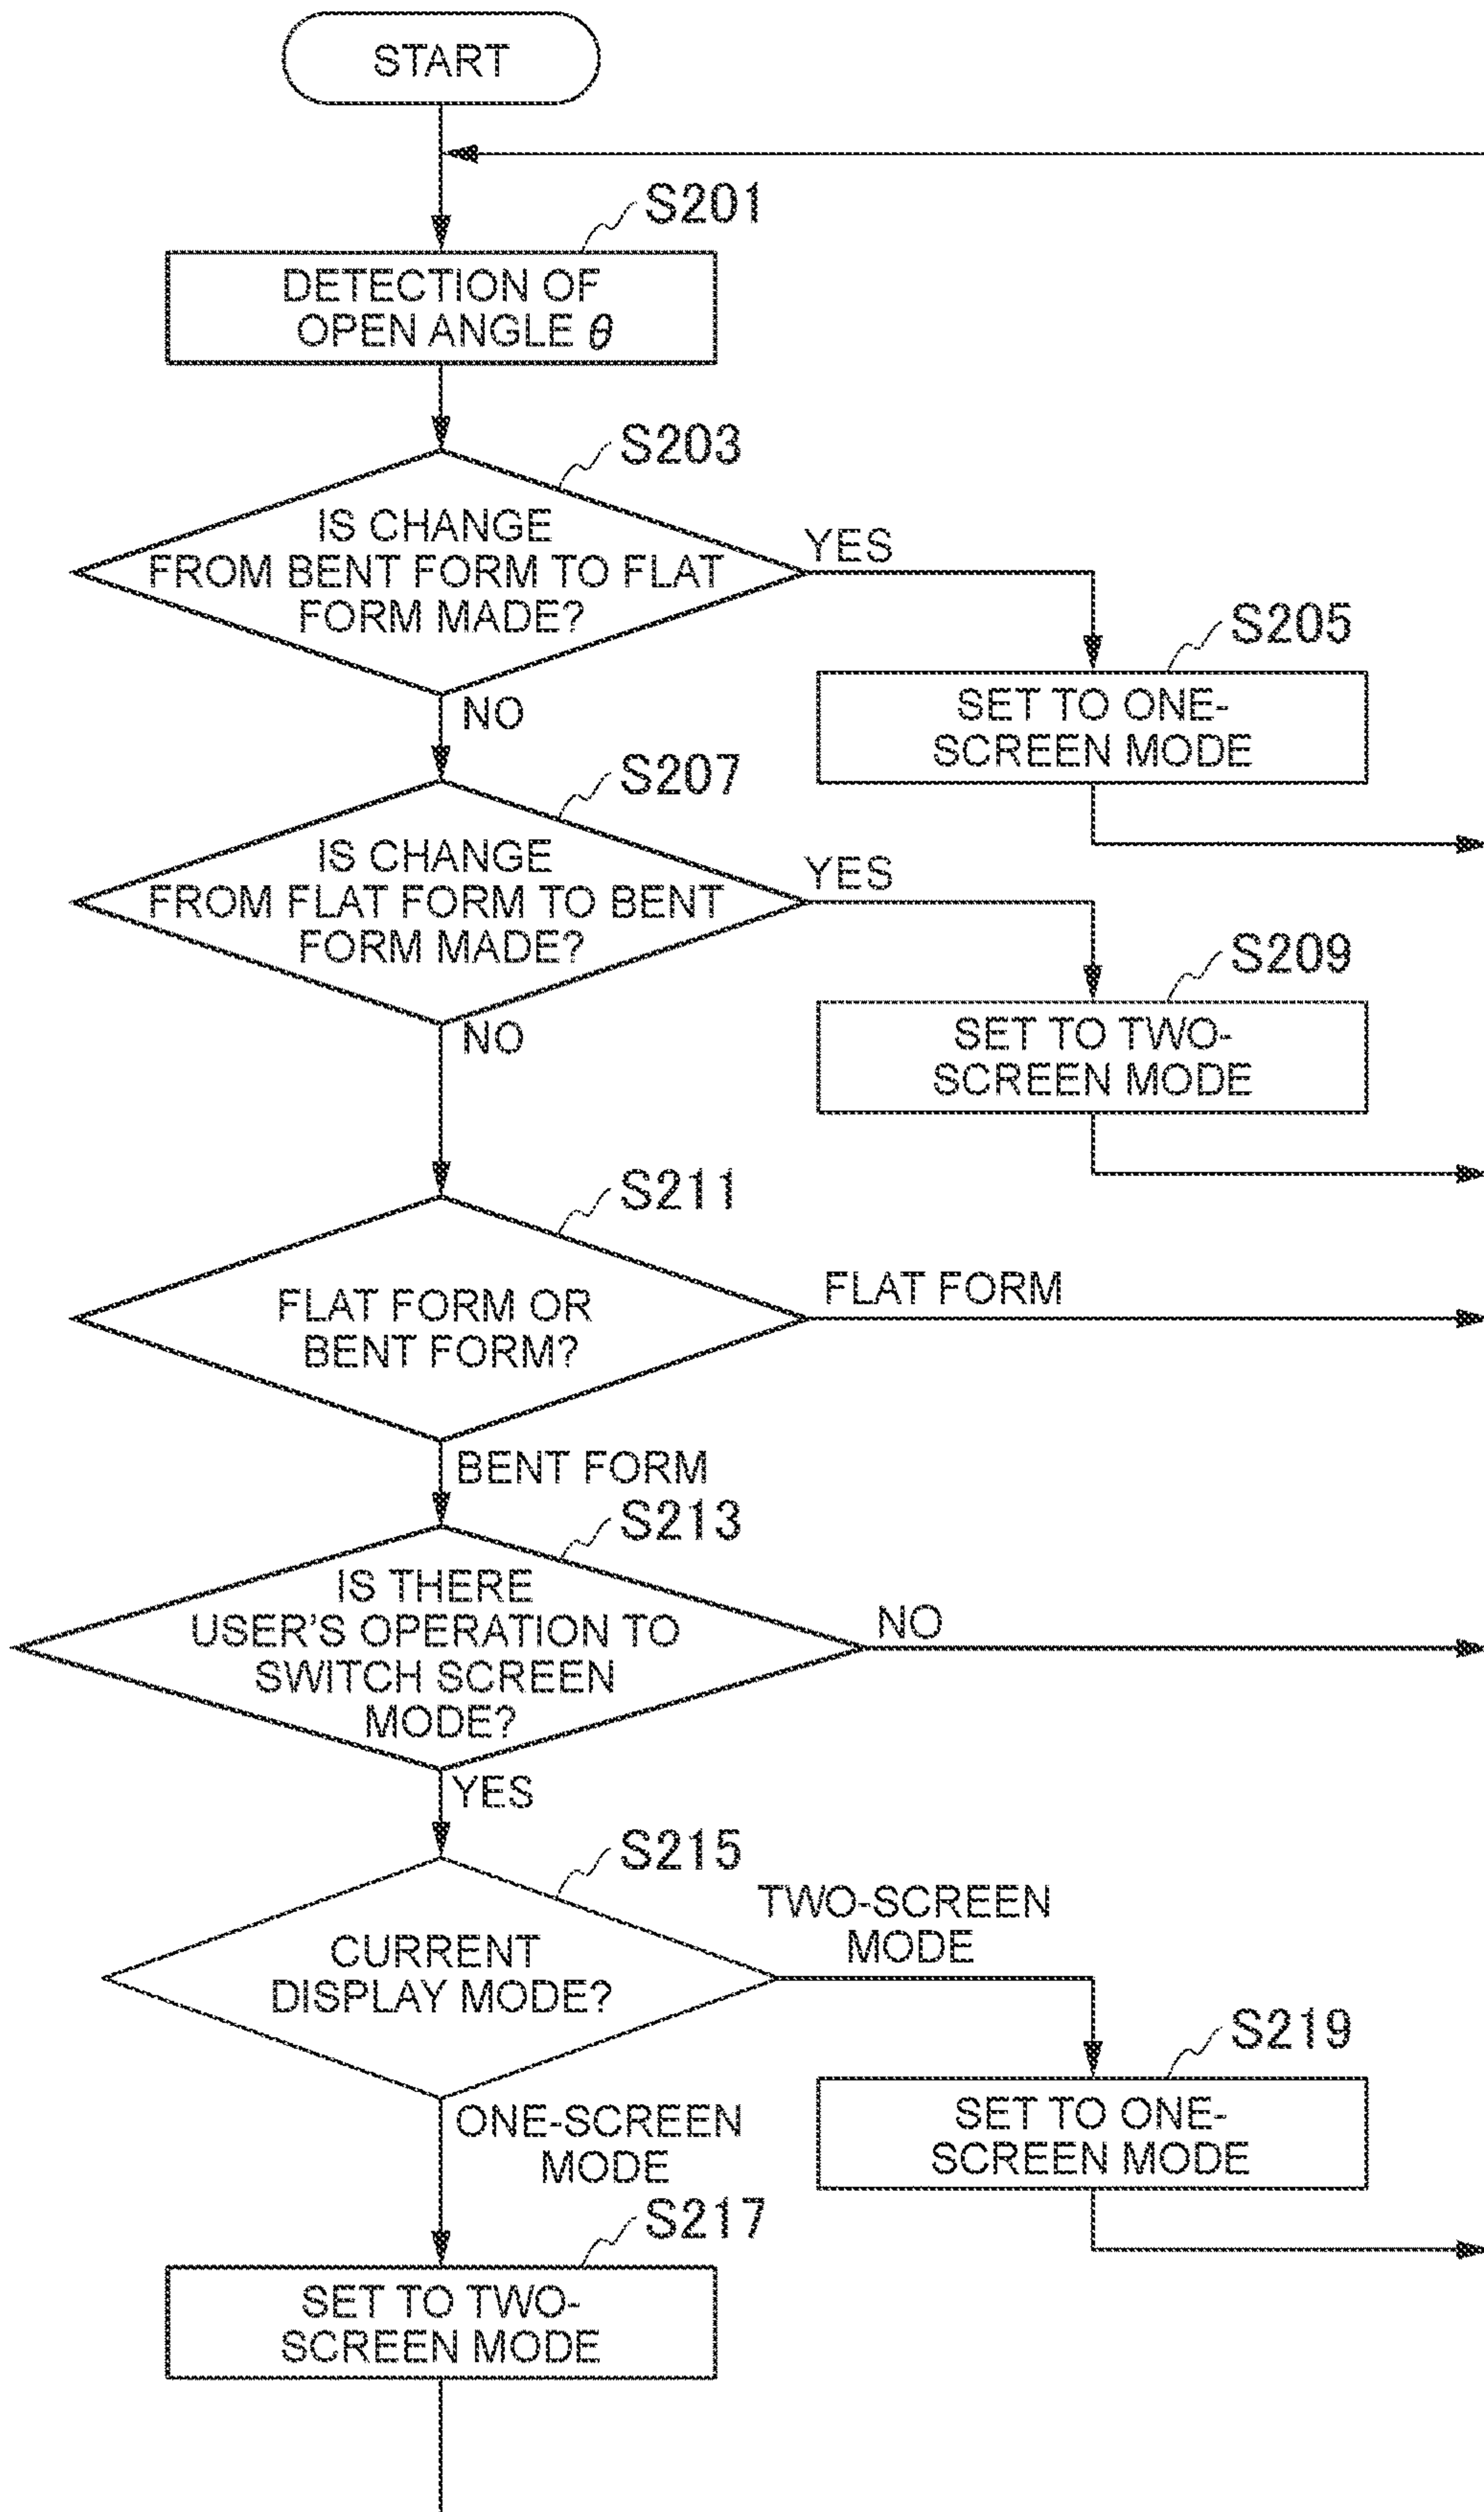 START
S201
DETECTION OF
OPEN ANGLE θ
S203
IS CHANGE
FROM BENT FORM TO FLAT
FORM MADE?
YES
NO
S205
SET TO ONE-
SCREEN MODE
S207
IS CHANGE
FROM FLAT FORM TO BENT
FORM MADE?
YES
NO
S209
SET TO TWO-
SCREEN MODE
S211
FLAT FORM OR
BENT FORM?
FLAT FORM
BENT FORM
S213
IS THERE
USER'S OPERATION TO
SWITCH SCREEN
MODE?
NO
YES
S215
CURRENT
DISPLAY MODE?
TWO-SCREEN
MODE
ONE-SCREEN
MODE
S219
SET TO ONE-
SCREEN MODE
S217
SET TO TWO-
SCREEN MODE